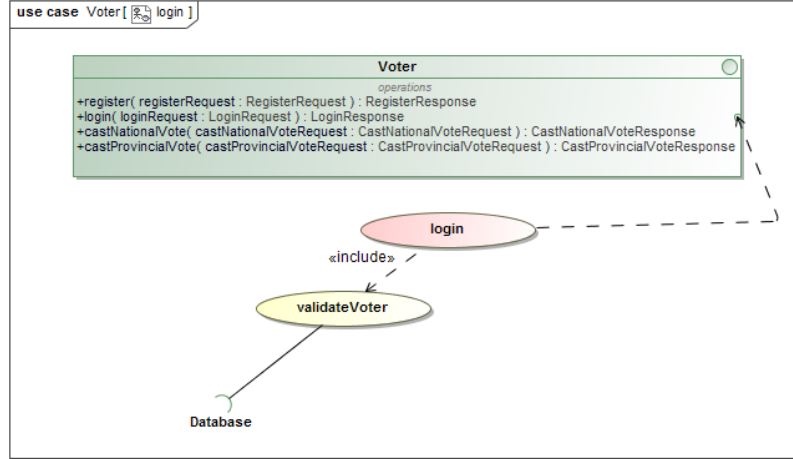 use case Voter [ login ]
Voter
operations
+register( registerRequest : RegisterRequest ) : RegisterResponse
+login( loginRequest : LoginRequest ) : LoginResponse
+castNationalVote( castNationalVoteRequest : CastNationalVoteRequest ) : CastNationalVoteResponse
+castProvincialVote( castProvincialVoteRequest : CastProvincialVoteRequest ) : CastProvincialVoteResponse
login
«include»
validateVoter
Database